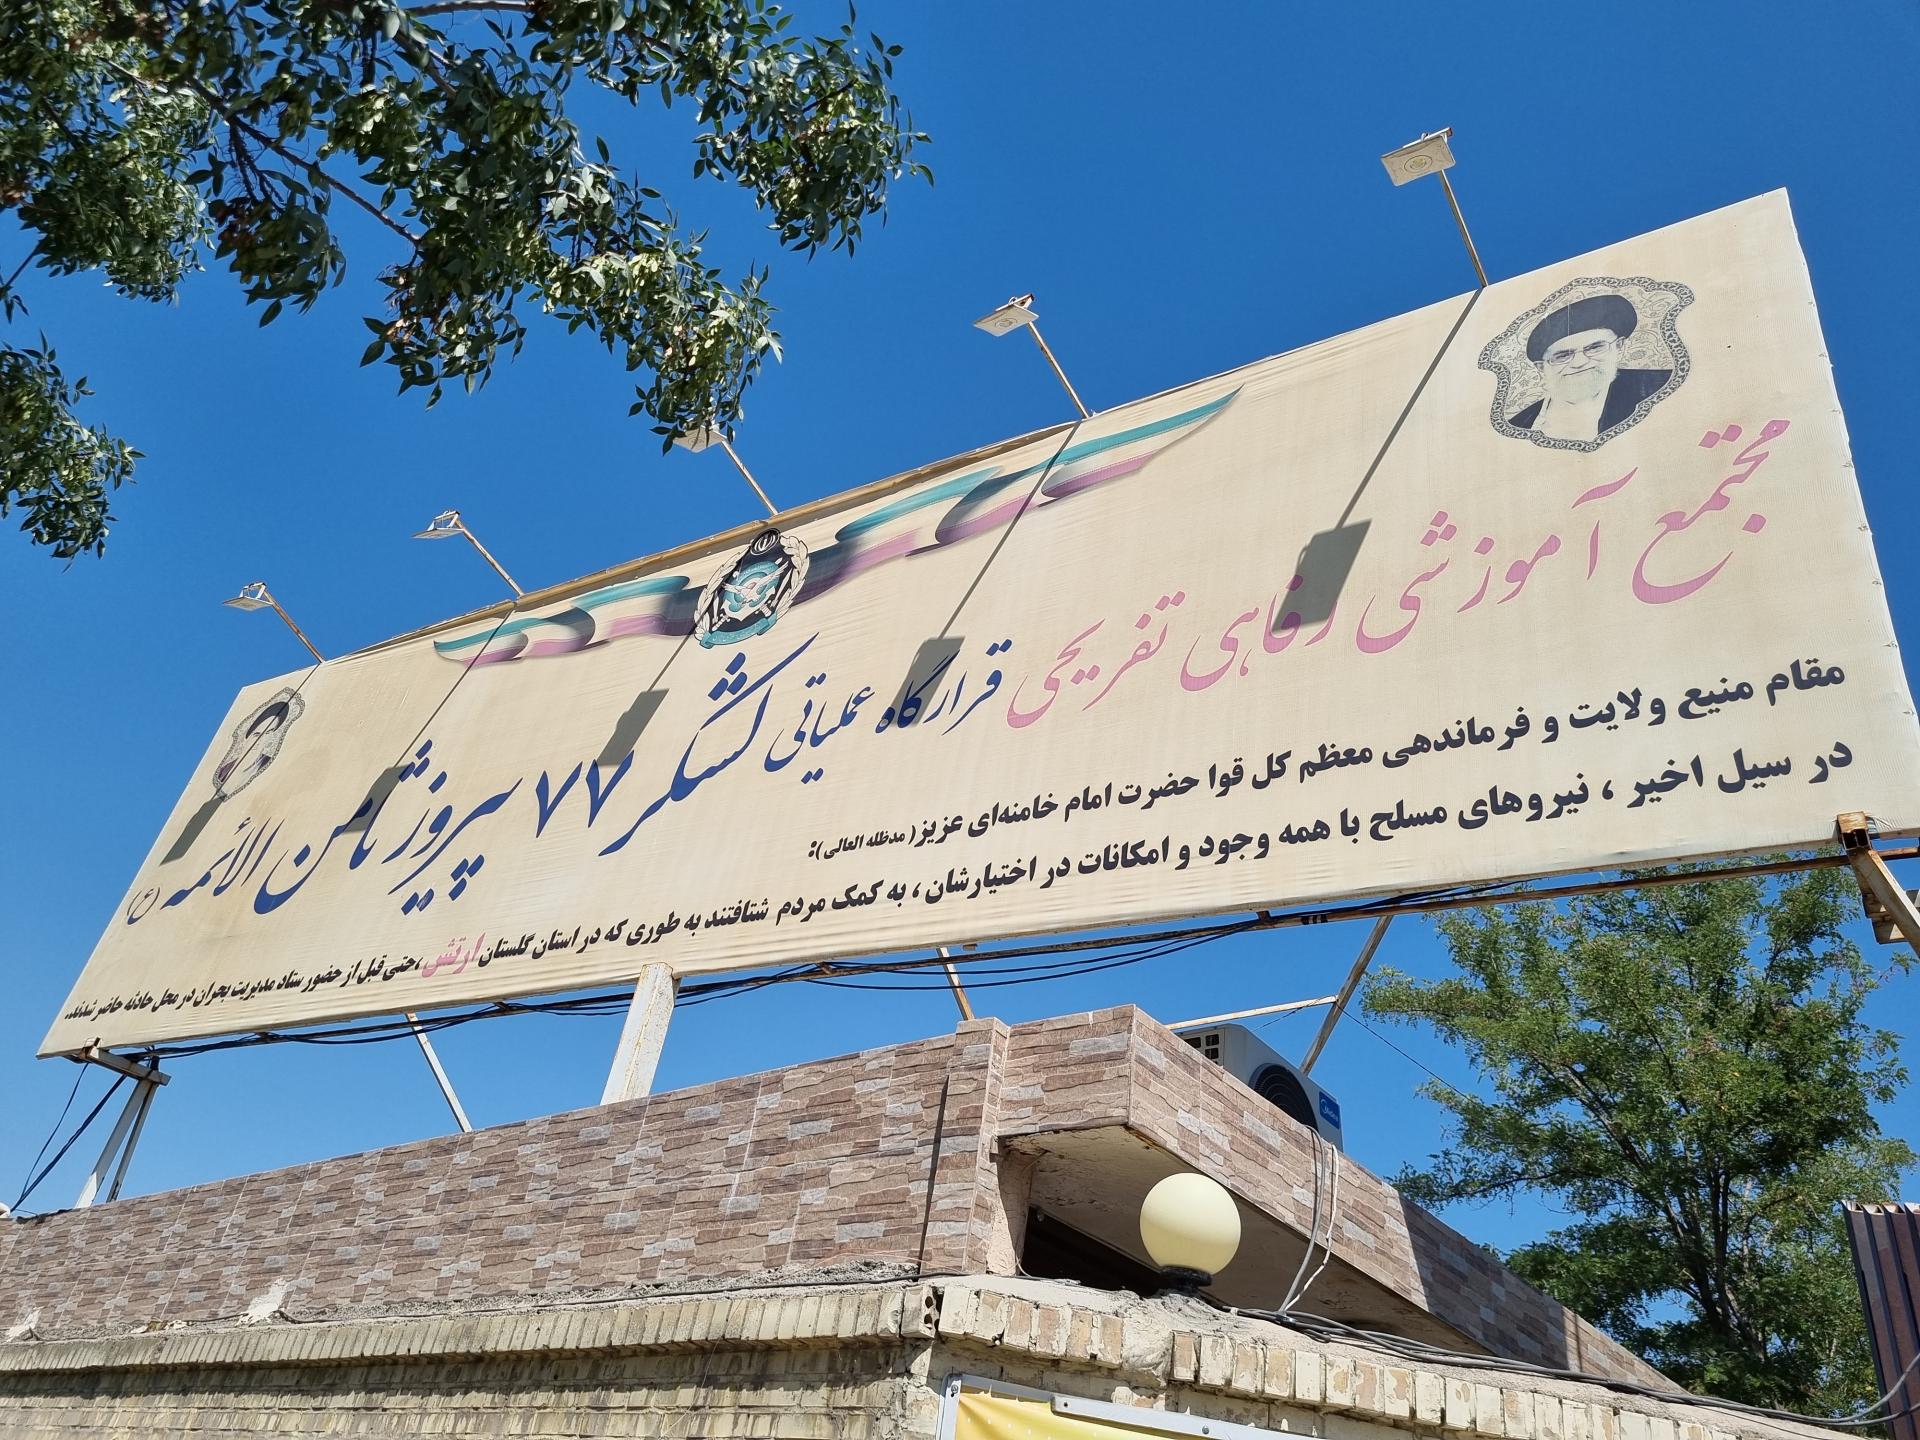 مجتمع آموزشی رفاهی تفریحی قرارگاه عملیاتی لشکر ۷۷ پیروز ثامن الائمه (ع)
مقام منیع ولایت و فرماندهی معظم کل قوا حضرت امام خامنه‌ای عزیز (مدظله العالی):
در سیل اخیر ، نیروهای مسلح با همه وجود و امکانات در اختیارشان ، به کمک مردم شتافتند به طوری که در استان گلستان ارتش ،حتی قبل از حضور ستاد مدیریت بحران در محل حادثه حاضر شدند.
Midea